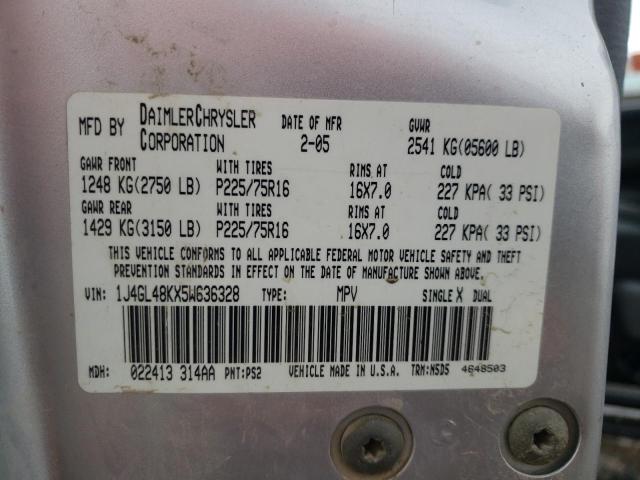 MFD BY DAIMLERCHRYSLER CORPORATION DATE OF MFR 2-05 GVWR 2541 KG(05600 LB)
GAWR FRONT WITH TIRES RIMS AT COLD
1248 KG(2750 LB) P225/75R16 16X7.0 227 KPA( 33 PSI)
GAWR REAR WITH TIRES RIMS AT COLD
1429 KG(3150 LB) P225/75R16 16X7.0 227 KPA( 33 PSI)
THIS VEHICLE CONFORMS TO ALL APPLICABLE FEDERAL MOTOR VEHICLE SAFETY AND THEFT
PREVENTION STANDARDS IN EFFECT ON THE DATE OF MANUFACTURE SHOWN ABOVE.
VIN: 1J4GL48KX5W636328 TYPE: MPV SINGLE X DUAL
MDH: 022413 314AA PNT:PS2 VEHICLE MADE IN U.S.A. TRM:N5D5 4648503